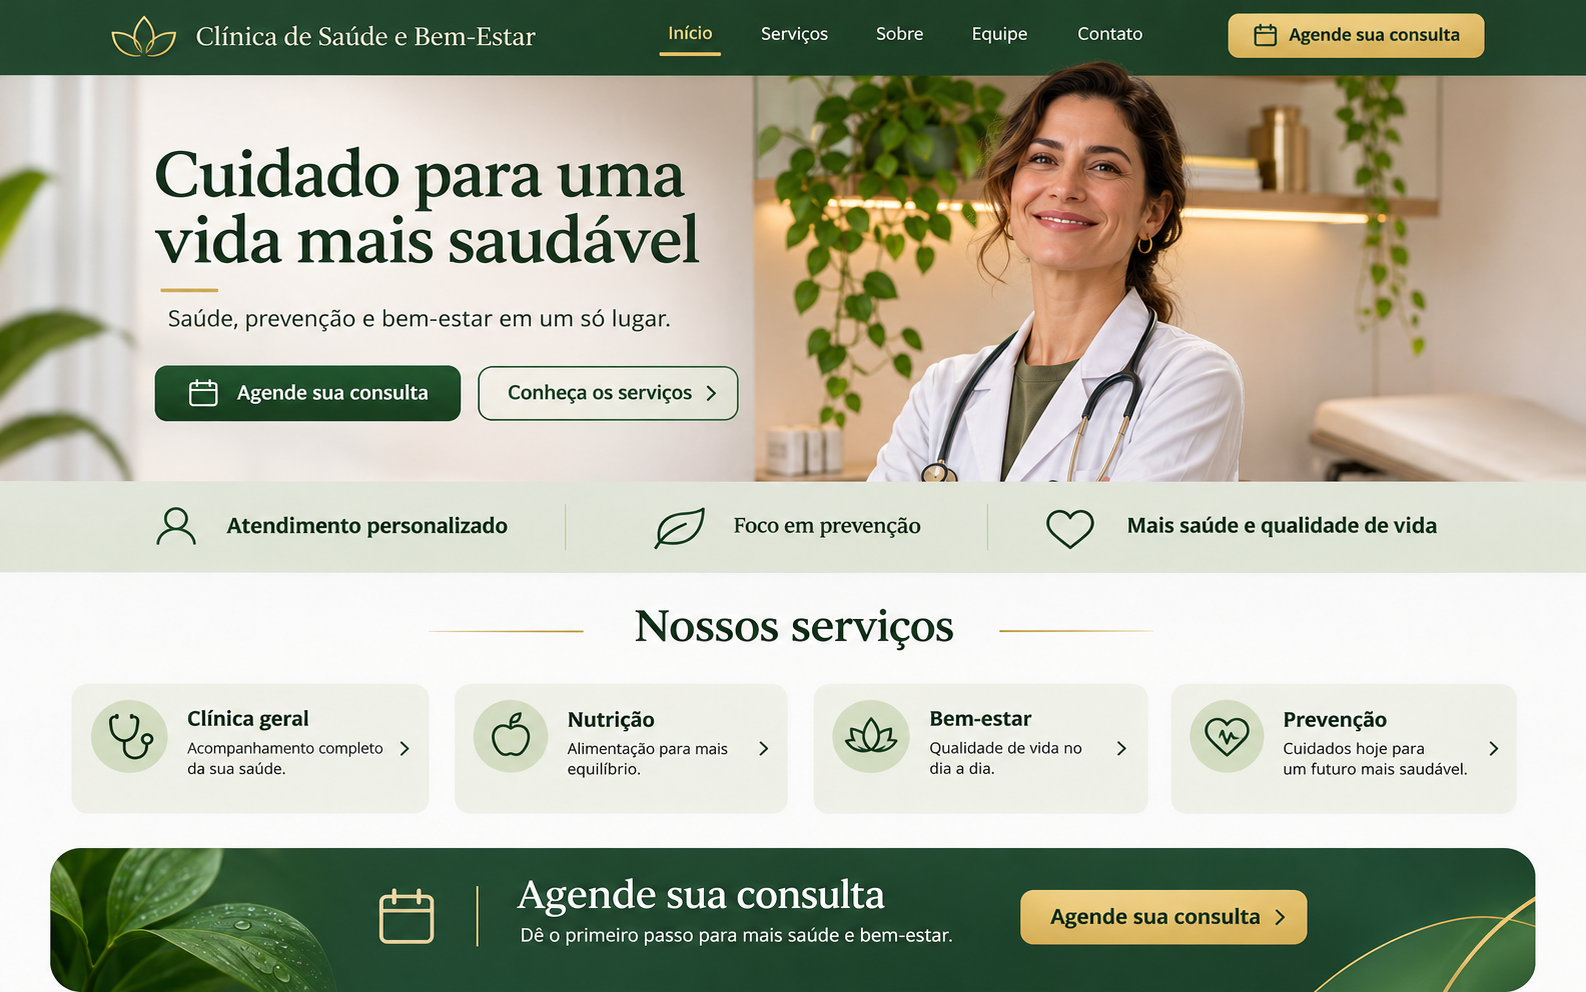 Clínica de Saúde e Bem-Estar
Início
Serviços
Sobre
Equipe
Contato
Agende sua consulta
Cuidado para uma
vida mais saudável
Saúde, prevenção e bem-estar em um só lugar.
Agende sua consulta
Conheça os serviços
Atendimento personalizado
Foco em prevenção
Mais saúde e qualidade de vida
Nossos serviços
Clínica geral
Acompanhamento completo
da sua saúde.
Nutrição
Alimentação para mais
equilíbrio.
Bem-estar
Qualidade de vida no
dia a dia.
Prevenção
Cuidados hoje para
um futuro mais saudável.
Agende sua consulta
Dê o primeiro passo para mais saúde e bem-estar.
Agende sua consulta